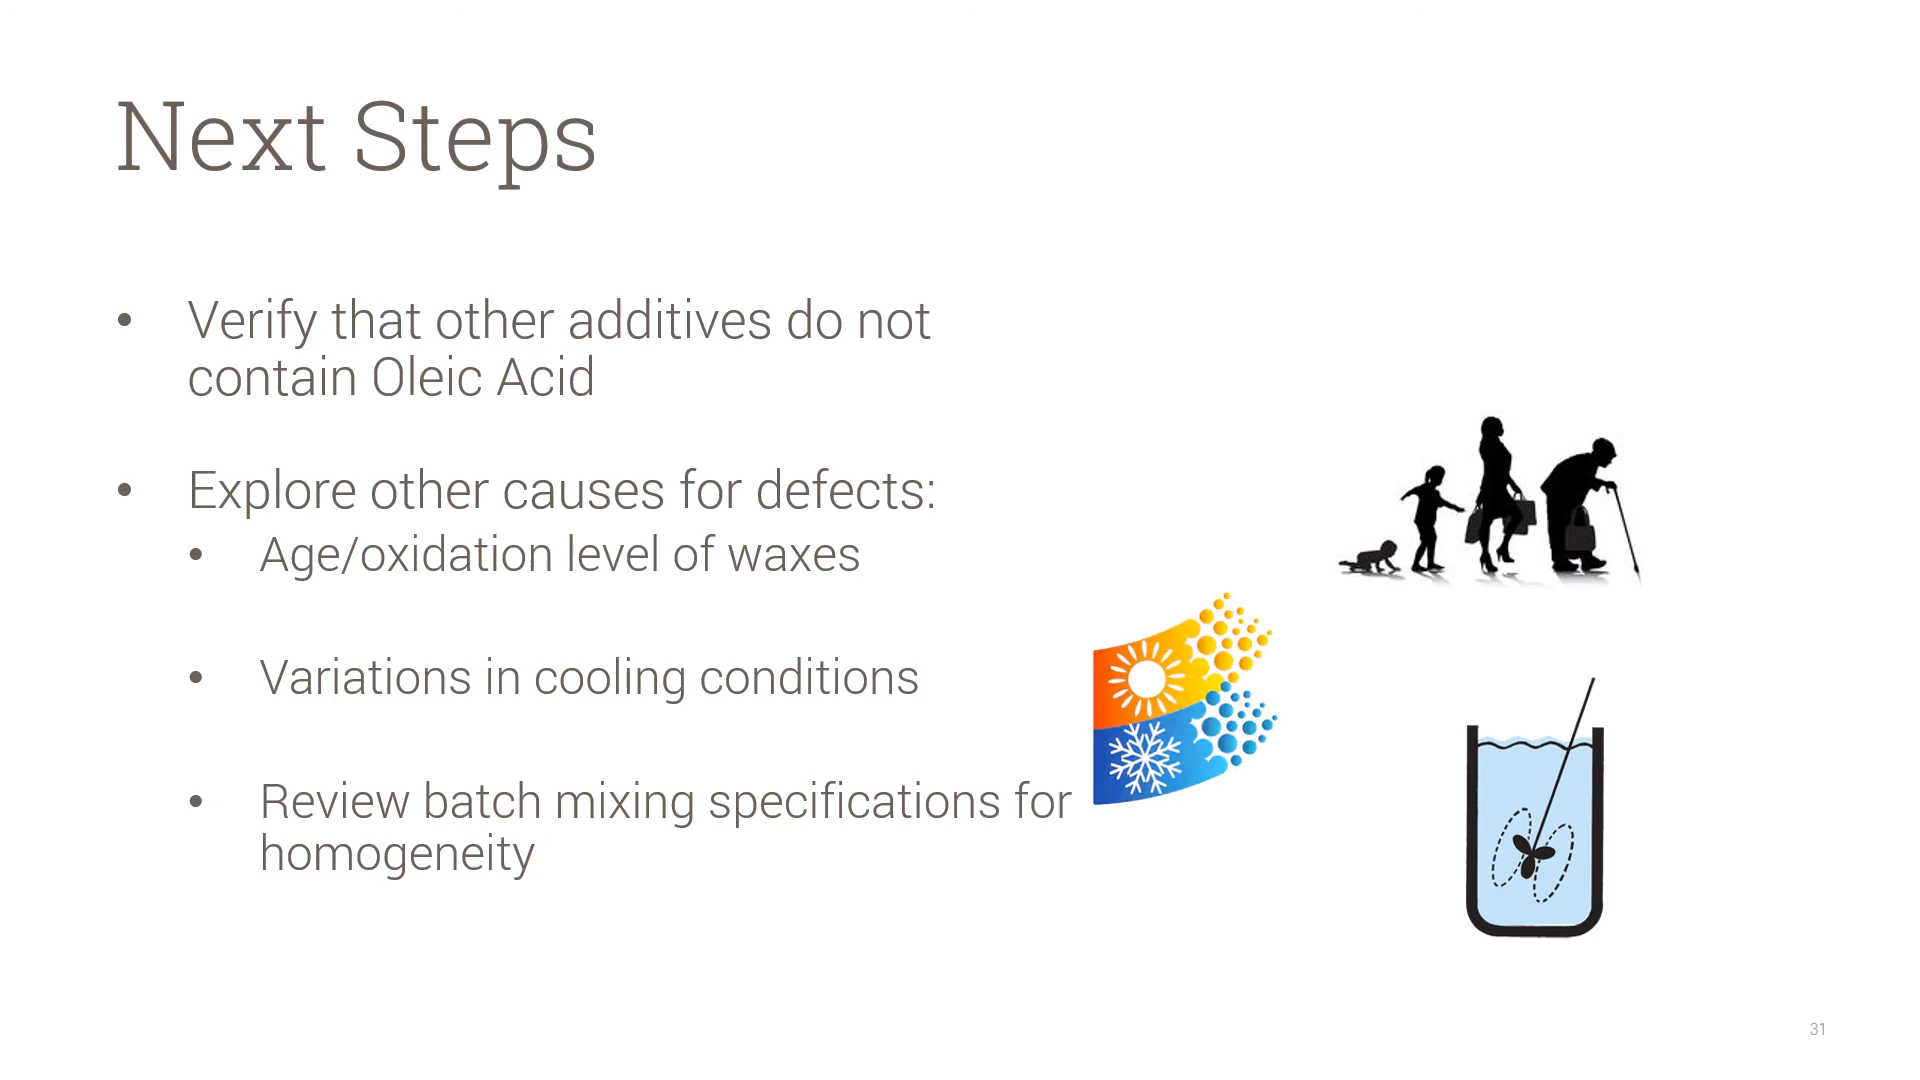 Next Steps
• Verify that other additives do not
contain Oleic Acid
• Explore other causes for defects:
• Age/oxidation level of waxes
• Variations in cooling conditions
• Review batch mixing specifications for
homogeneity
31